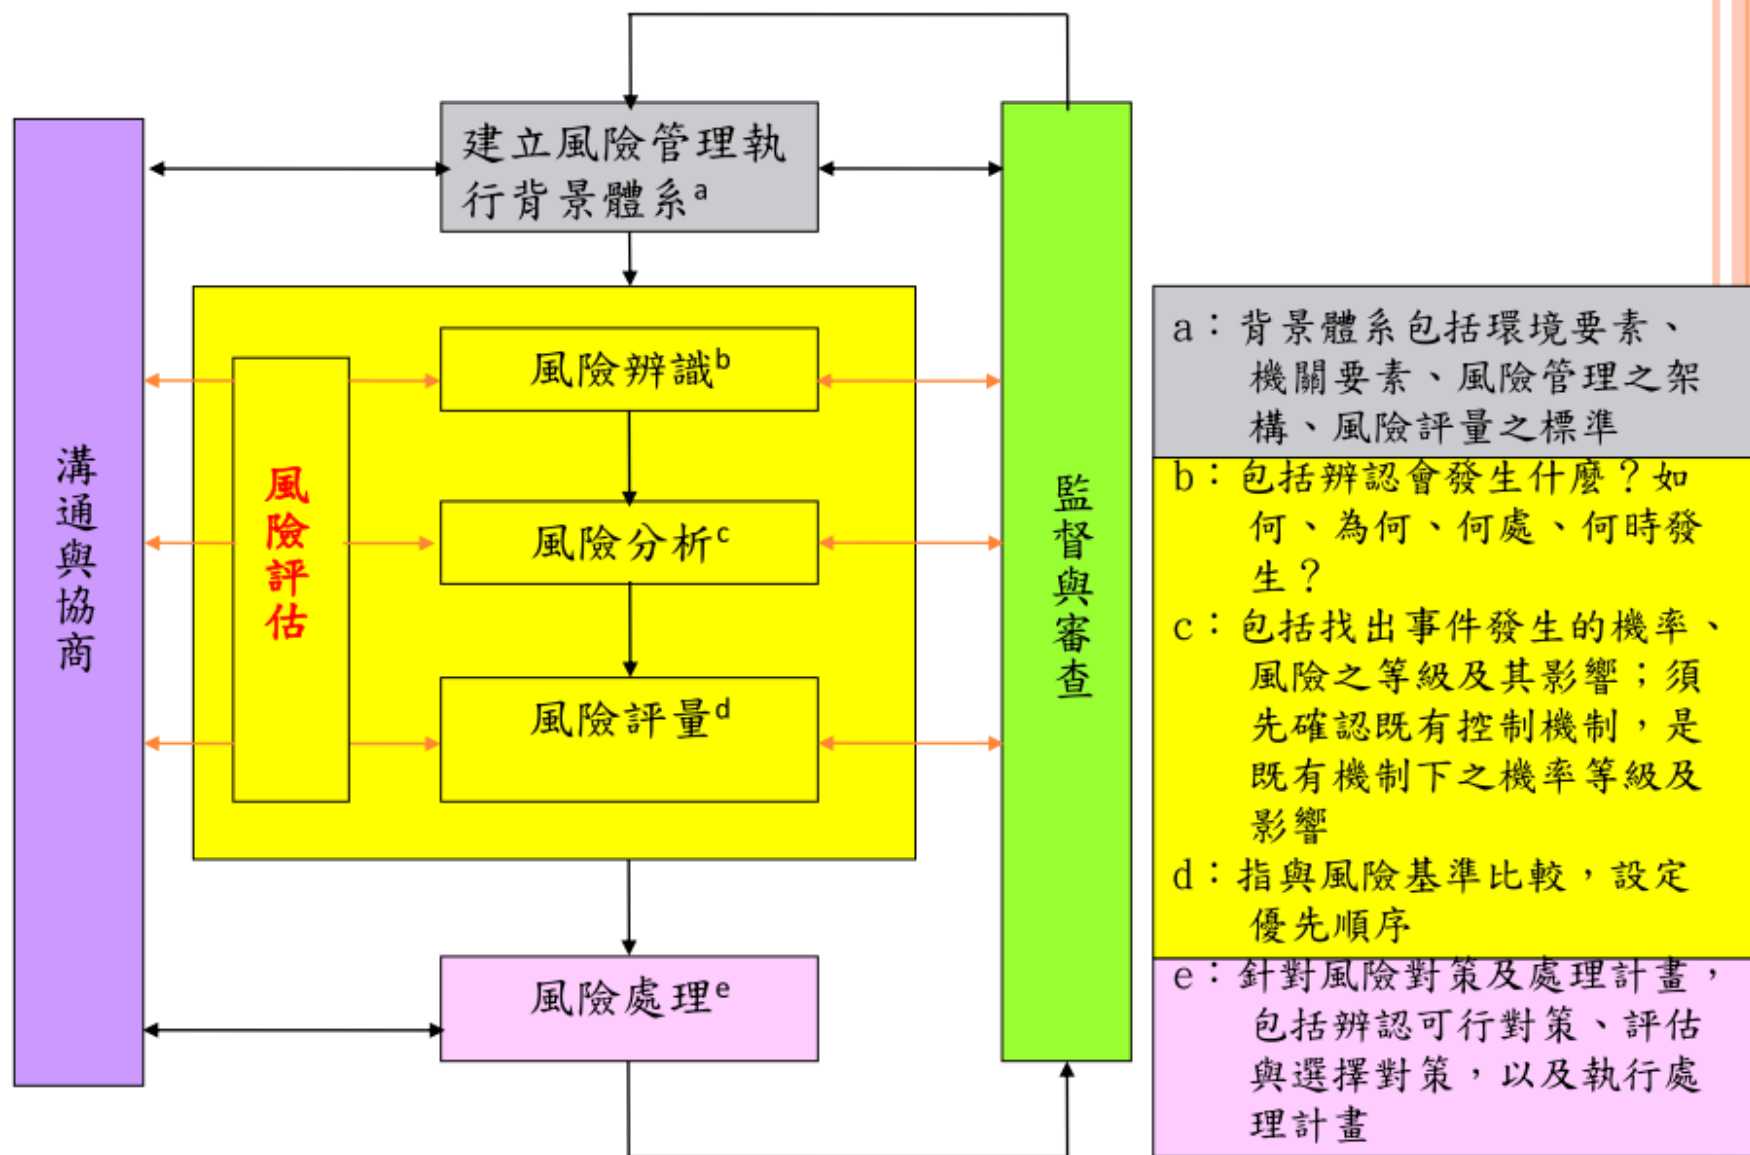 建立風險管理執
行背景體系a
溝通與協商
風險評估
風險辨識b
風險分析c
風險評量d
風險處理e
監督與審查
a：背景體系包括環境要素、
機關要素、風險管理之架
構、風險評量之標準
b：包括辨認會發生什麼？如
何、為何、何處、何時發
生？
c：包括找出事件發生的機率、
風險之等級及其影響；須
先確認既有控制機制，是
既有機制下之機率等級及
影響
d：指與風險基準比較，設定
優先順序
e：針對風險對策及處理計畫，
包括辨認可行對策、評估
與選擇對策，以及執行處
理計畫